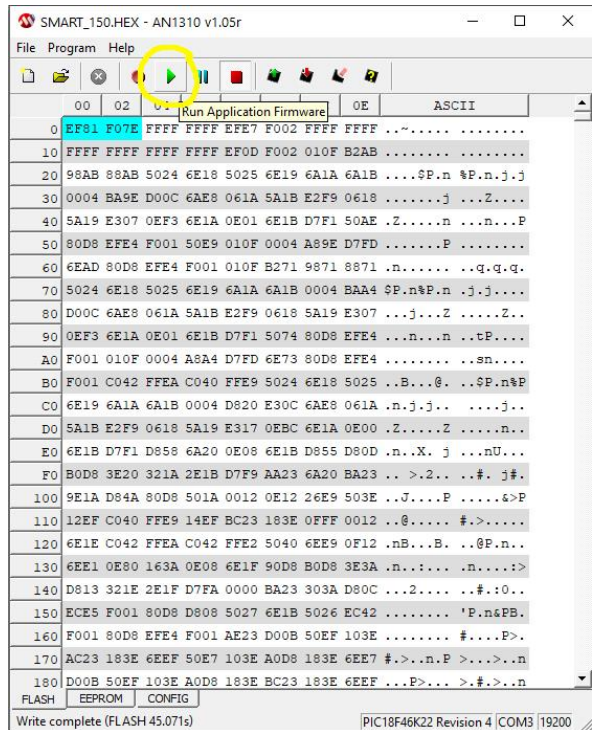 SMART_150.HEX - AN1310 v1.05r
File Program Help
00 02 0E ASCII
Run Application Firmware
0 EF81 F07E FFFF FFFF EFE7 F002 FFFF FFFF ..~..... ........
10 FFFF FFFF FFFF FFFF EF0D F002 010F B2AB ........ ........
20 98AB 88AB 5024 6E18 5025 6E19 6A1A 6A1B ....$P.n %P.n.j.j
30 0004 BA9E D00C 6AE8 061A 5A1B E2F9 0618 .......j ...Z....
40 5A19 E307 0EF3 6E1A 0E01 6E1B D7F1 50AE .Z.....n ...n...P
50 80D8 EFE4 F001 50E9 010F 0004 A89E D7FD .......P ........
60 6EAD 80D8 EFE4 F001 010F B271 9871 8871 .n...... ..q.q.q.
70 5024 6E18 5025 6E19 6A1A 6A1B 0004 BAA4 $P.n%P.n .j.j....
80 D00C 6AE8 061A 5A1B E2F9 0618 5A19 E307 ...j...Z .....Z..
90 0EF3 6E1A 0E01 6E1B D7F1 5074 80D8 EFE4 ...n...n ..tP....
A0 F001 010F 0004 A8A4 D7FD 6E73 80D8 EFE4 ........ ..sn....
B0 F001 C042 FFEA C040 FFE9 5024 6E18 5025 ..B...@. ..$P.n%P
C0 6E19 6A1A 6A1B 0004 D820 E30C 6AE8 061A .n.j.j.. ....j..
D0 5A1B E2F9 0618 5A19 E317 0EBC 6E1A 0E00 .Z.....Z .....n..
E0 6E1B D7F1 D858 6A20 0E08 6E1B D855 D80D .n..X. j ...nU...
F0 B0D8 3E20 321A 2E1B D7F9 AA23 6A20 BA23 .. >.2.. ..#. j#.
100 9E1A D84A 80D8 501A 0012 0E12 26E9 503E ..J....P .....&>P
110 12EF C040 FFE9 14EF BC23 183E 0FFF 0012 ..@..... #.>.....
120 6E1E C042 FFEA C042 FFE2 5040 6EE9 0F12 .nB...B. ..@P.n..
130 6EE1 0E80 163A 0E08 6E1F 90D8 B0D8 3E3A .n..:... .n....:>
140 D813 321E 2E1F D7FA 0000 BA23 303A D80C ...2.... ..#.:0..
150 ECE5 F001 80D8 D808 5027 6E1B 5026 EC42 ........ 'P.n&PB.
160 F001 80D8 EFE4 F001 AE23 D00B 50EF 103E ........ #....P>.
170 AC23 183E 6EEF 50E7 103E A0D8 183E 6EE7 #.>..n.P >...>..n
180 D00B 50EF 103E A0D8 183E BC23 183E 6EEF ...P>... >.#.>..n
FLASH EEPROM CONFIG
Write complete (FLASH 45.071s) PIC18F46K22 Revision 4 COM3 19200